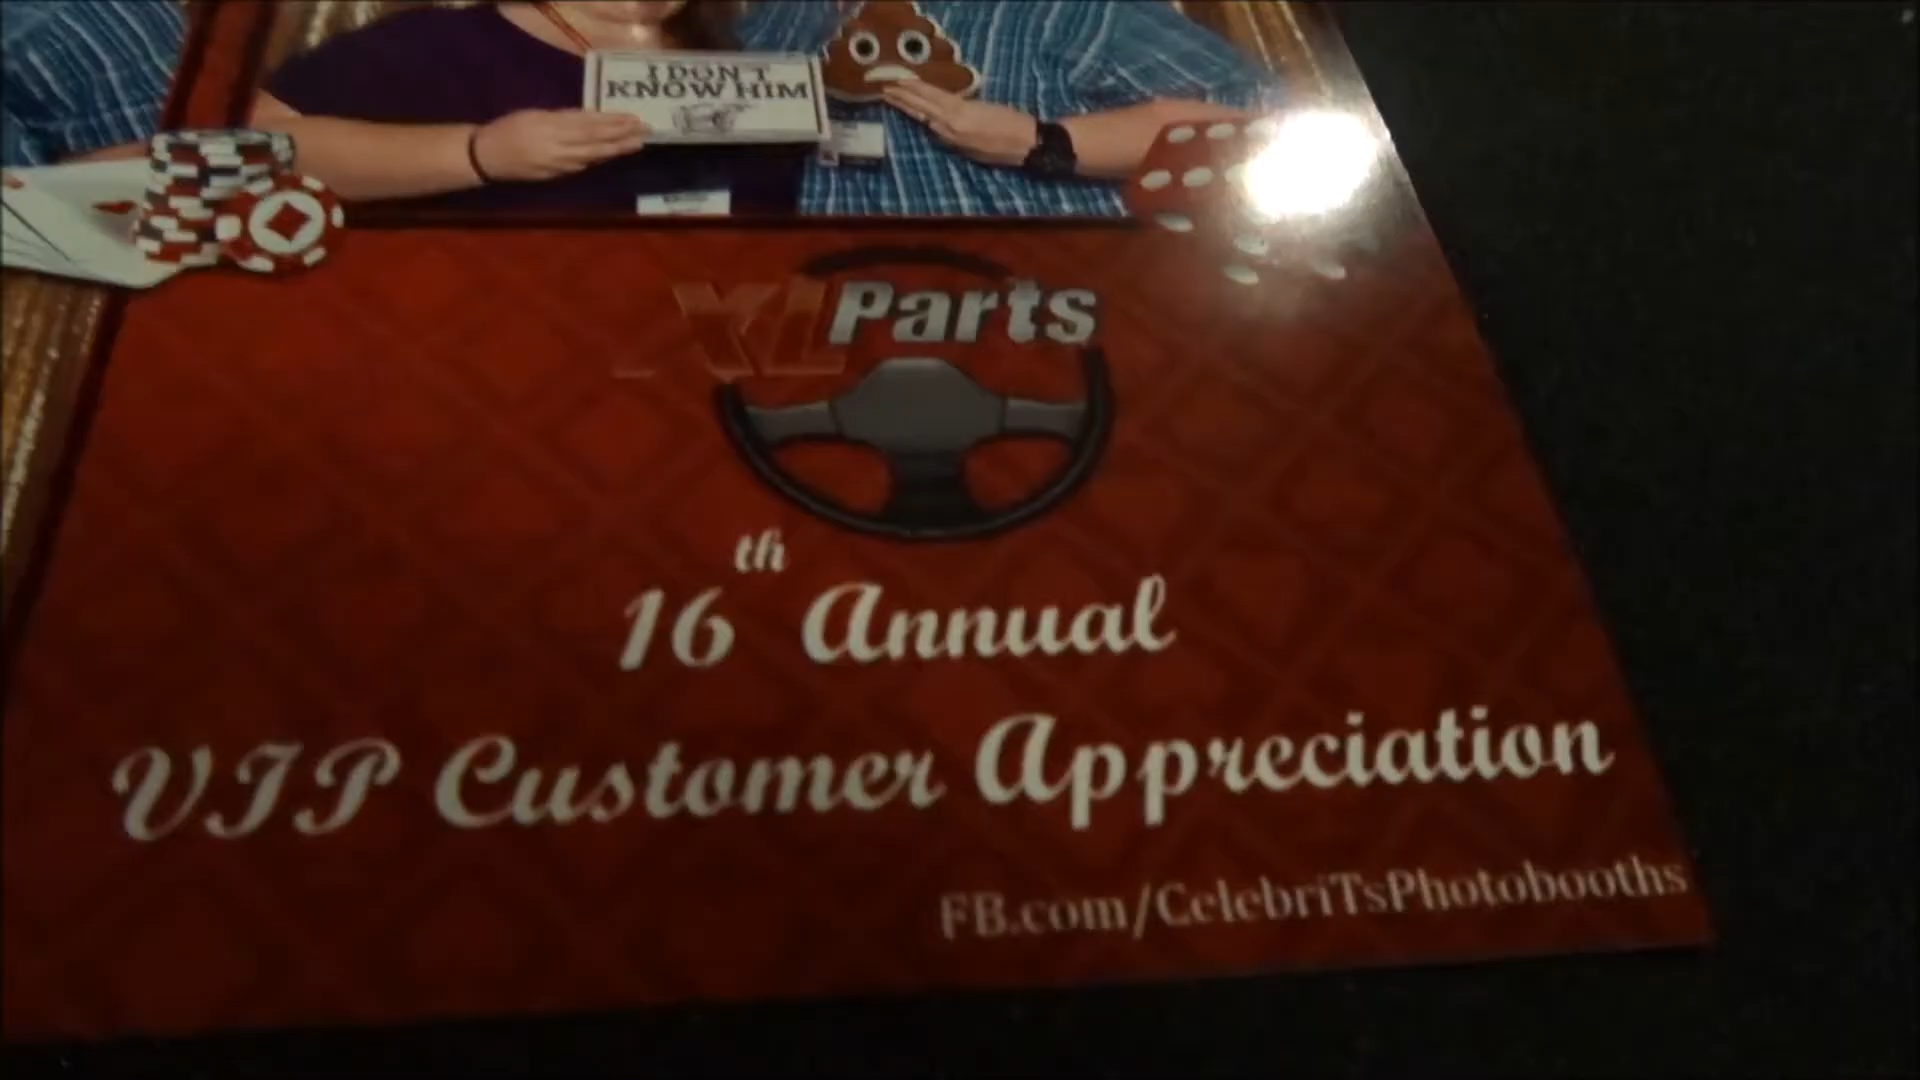 I DON'T
KNOW HIM
XL Parts
16th Annual
VIP Customer Appreciation
FB.com/CelebriTsPhotobooths